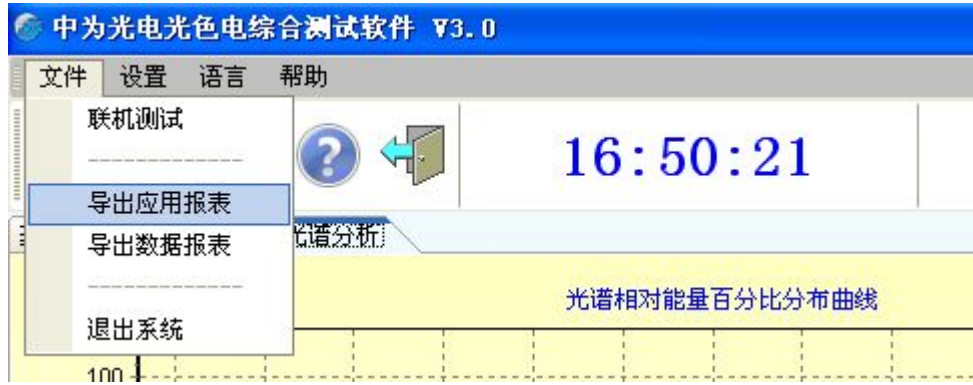 中为光电光色电综合测试软件 V3.0
文件 设置 语言 帮助
联机测试
16:50:21
导出应用报表
导出数据报表
光谱分析
光谱相对能量百分比分布曲线
退出系统
100